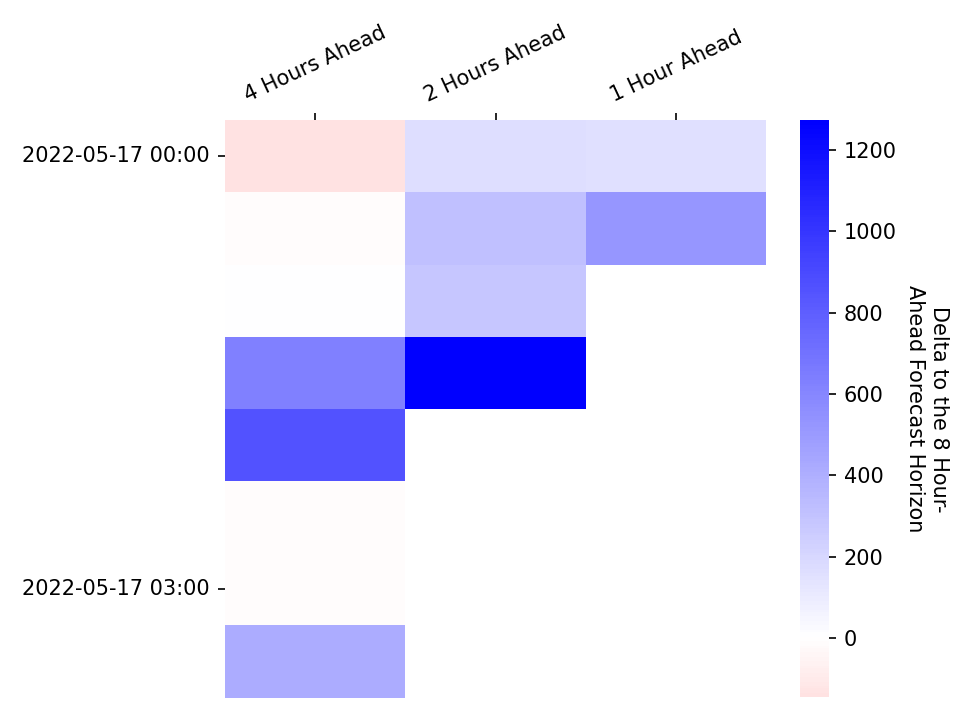 4 Hours Ahead
2 Hours Ahead
1 Hour Ahead
2022-05-17 00:00
2022-05-17 03:00
1200
1000
800
600
400
200
0
Delta to the 8 Hour-
Ahead Forecast Horizon